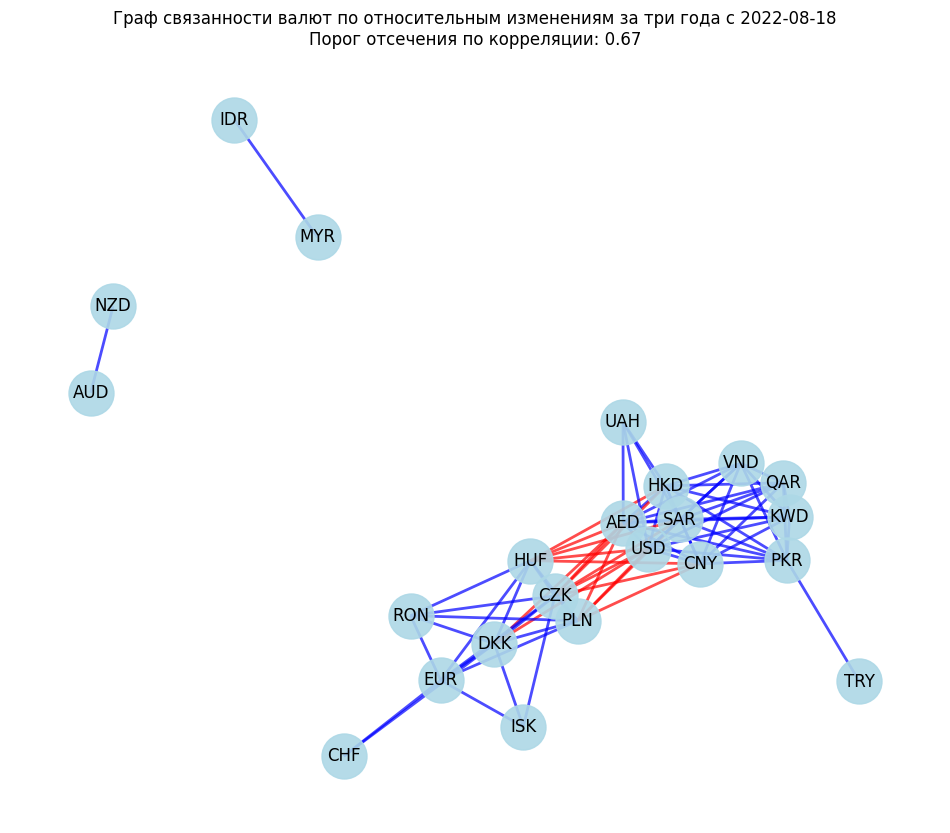 Граф связанности валют по относительным изменениям за три года с 2022-08-18
Порог отсечения по корреляции: 0.67
IDR
MYR
NZD
AUD
UAH
VND
HKD
QAR
KWD
SAR
AED
USD
HUF
CNY
PKR
CZK
RON
PLN
DKK
EUR
TRY
ISK
CHF